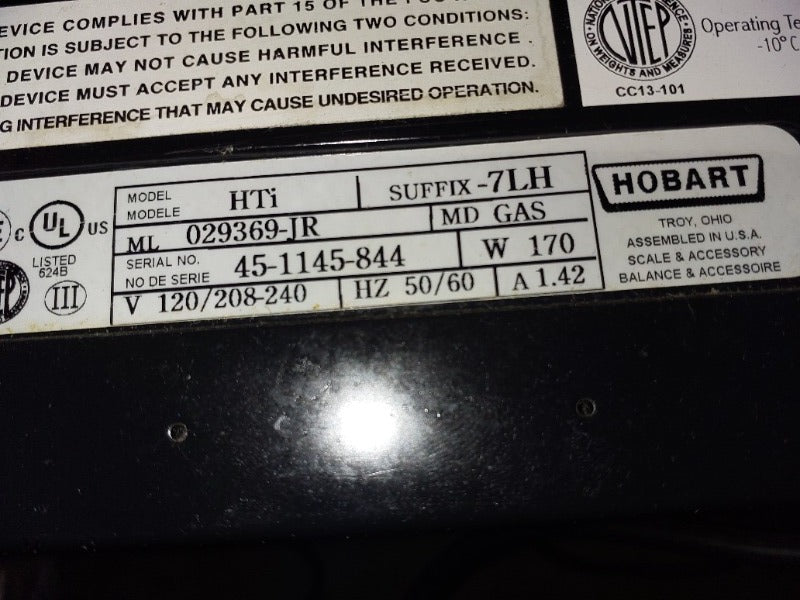 EVICE COMPLIES WITH PART 15 OF THE
ION IS SUBJECT TO THE FOLLOWING TWO CONDITIONS:
DEVICE MAY NOT CAUSE HARMFUL INTERFERENCE.
DEVICE MUST ACCEPT ANY INTERFERENCE RECEIVED.
G INTERFERENCE THAT MAY CAUSE UNDESIRED OPERATION.
NTEP
ON WEIGHTS AND MEASURES
CC13-101
Operating Te
-10° C
C UL US
LISTED
624B
III
MODEL
MODELE
HTi
SUFFIX -7LH
ML 029369-JR
MD GAS
SERIAL NO.
NO DE SERIE
45-1145-844
W 170
V 120/208-240
HZ 50/60
A 1.42
HOBART
TROY, OHIO
ASSEMBLED IN U.S.A.
SCALE & ACCESSORY
BALANCE & ACCESSOIRE